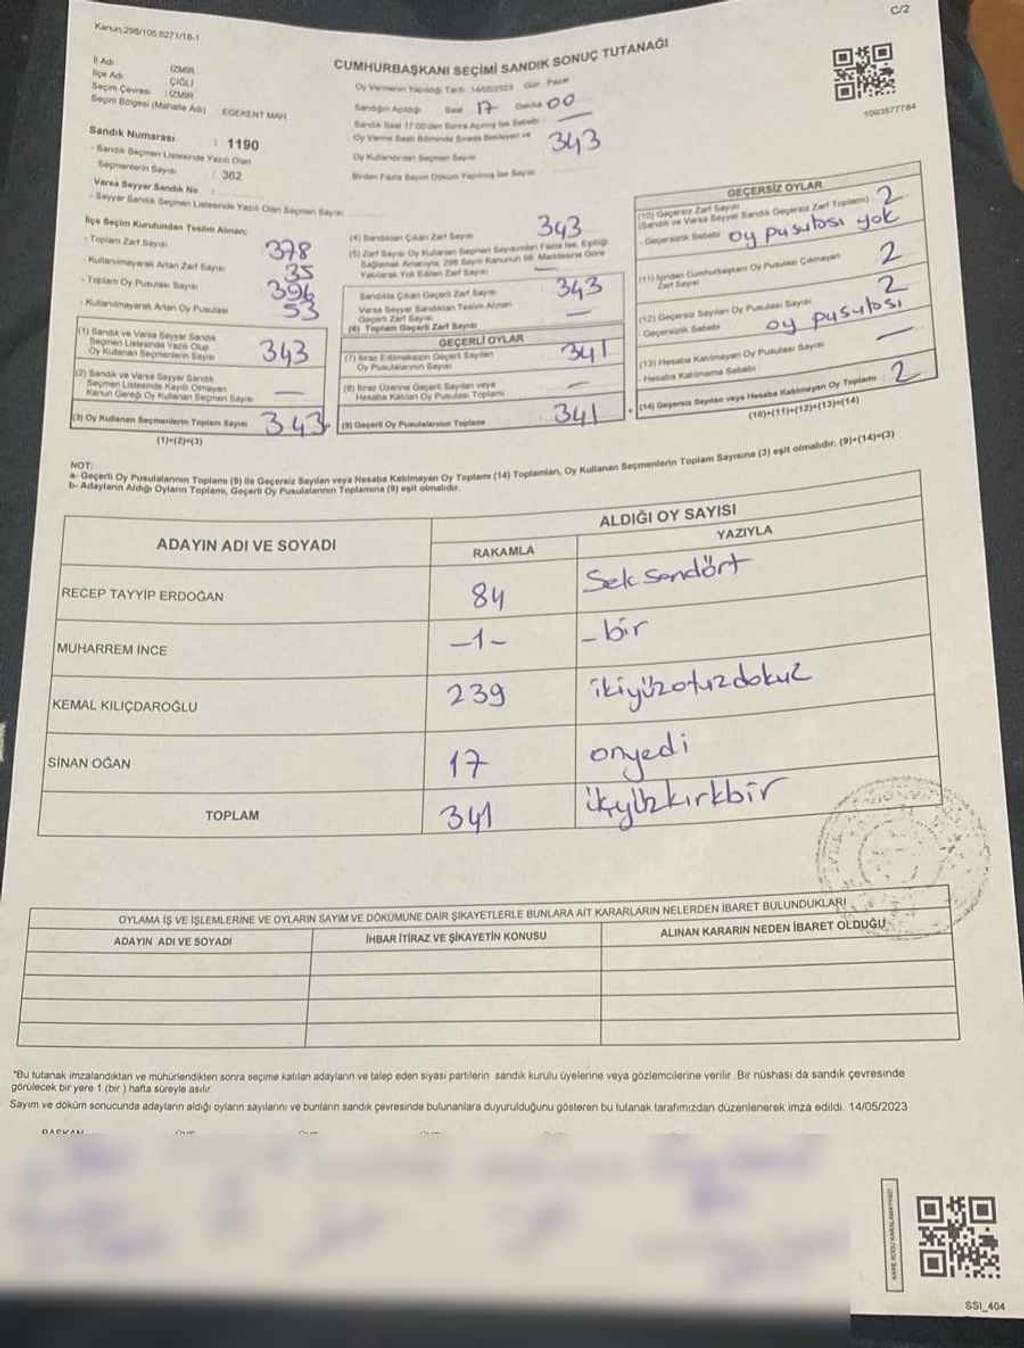 C/2
Kanun:298/105 6271/18-1
CUMHURBAŞKANI SEÇİMİ SANDIK SONUÇ TUTANAĞI
İl Adı : İZMİR
İlçe Adı : ÇİĞLİ
Seçim Çevresi : İZMİR
Seçim Bölgesi (Mahalle Adı) : EGEKENT MAH.
Sandık Numarası : 1190
- Sandık Seçmen Listesinde Yazılı Olan
Seçmenlerin Sayısı : 362
Varsa Seyyar Sandık No :
- Seyyar Sandık Seçmen Listesinde Yazılı Olan Seçmen Sayısı
Oy Vermenin Yapıldığı Tarih: 14/05/2023 Gün: Pazar
Sandığın Açıldığı Saat 17 Dakika 00
Sandık Saat 17:00'den Sonra Açılmış İse Sebebi : —
Oy Verme Saati Bitiminde Sırada Bekleyen ve
Oy Kullandırılan Seçmen Sayısı 343
Birden Fazla Sayım Döküm Yapılmış İse Sayısı
1003577784
İlçe Seçim Kurulundan Teslim Alınan;
- Toplam Zarf Sayısı 378
- Kullanılmayarak Artan Zarf Sayısı 35
- Toplam Oy Pusulası Sayısı 394
- Kullanılmayarak Artan Oy Pusulası 53
(1) Sandık ve Varsa Seyyar Sandık
Seçmen Listesinde Yazılı Olup
Oy Kullanan Seçmenlerin Sayısı 343
(2) Sandık ve Varsa Seyyar Sandık
Seçmen Listesinde Kayıtlı Olmayan
Kanun Gereği Oy Kullanan Seçmen Sayısı —
(3) Oy Kullanan Seçmenlerin Toplam Sayısı 343
(1)+(2)=(3)
(4) Sandıktan Çıkan Zarf Sayısı 343
(5) Zarf Sayısı Oy Kullanan Seçmen Sayısından Fazla İse, Eşitliği
Sağlamak Amacıyla, 298 Sayılı Kanunun 98. Maddesine Göre
Yakılarak Yok Edilen Zarf Sayısı —
Sandıkta Çıkan Geçerli Zarf Sayısı 343
Varsa Seyyar Sandıktan Teslim Alınan
Geçerli Zarf Sayısı —
(6) Toplam Geçerli Zarf Sayısı
GEÇERLİ OYLAR
(7) İtiraz Edilmeksizin Geçerli Sayılan
Oy Pusulalarının Sayısı 341
(8) İtiraz Üzerine Geçerli Sayılan veya
Hesaba Katılan Oy Pusulası Toplamı —
(9) Geçerli Oy Pusulalarının Toplamı 341
GEÇERSİZ OYLAR
(10) Geçersiz Zarf Sayısı
(Sandık ve Varsa Seyyar Sandık Geçersiz Zarf Toplamı) 2
- Geçersizlik Sebebi oy pusulası yok
(11) İçinden Cumhurbaşkanı Oy Pusulası Çıkmayan
Zarf Sayısı 2
(12) Geçersiz Sayılan Oy Pusulası Sayısı 2
Geçersizlik Sebebi oy pusulası
(13) Hesaba Katılmayan Oy Pusulası Sayısı —
- Hesaba Katılmama Sebebi
(14) Geçersiz Sayılan veya Hesaba Katılmayan Oy Toplamı 2
(10)+(11)+(12)+(13)=(14)
NOT:
a- Geçerli Oy Pusulalarının Toplamı (9) ile Geçersiz Sayılan veya Hesaba Katılmayan Oy Toplamı (14) Toplamları, Oy Kullanan Seçmenlerin Toplam Sayısına (3) eşit olmalıdır. (9)+(14)=(3)
b- Adayların Aldığı Oyların Toplamı, Geçerli Oy Pusulalarının Toplamına (9) eşit olmalıdır.
ADAYIN ADI VE SOYADI
ALDIĞI OY SAYISI
RAKAMLA YAZIYLA
RECEP TAYYİP ERDOĞAN 84 Seksendört
MUHARREM İNCE –1– –bir
KEMAL KILIÇDAROĞLU 239 ikiyüzotuzdokuz
SİNAN OĞAN 17 onyedi
TOPLAM 341 üçyüzkırkbir
OYLAMA İŞ VE İŞLEMLERİNE VE OYLARIN SAYIM VE DÖKÜMÜNE DAİR ŞİKAYETLERLE BUNLARA AİT KARARLARIN NELERDEN İBARET BULUNDUKLARI
ADAYIN ADI VE SOYADI İHBAR İTİRAZ VE ŞİKAYETİN KONUSU ALINAN KARARIN NEDEN İBARET OLDUĞU
*Bu tutanak imzalandıktan ve mühürlendikten sonra seçime katılan adayların ve talep eden siyasi partilerin sandık kurulu üyelerine veya gözlemcilerine verilir. Bir nüshası da sandık çevresinde
görülecek bir yere 1 (bir ) hafta süreyle asılır.
Sayım ve döküm sonucunda adayların aldığı oyların sayılarını ve bunların sandık çevresinde bulunanlara duyurulduğunu gösteren bu tutanak tarafımızdan düzenlenerek imza edildi. 14/05/2023
BAŞKAN
KARE KODU KARALAMAYINIZ!
SSI_404